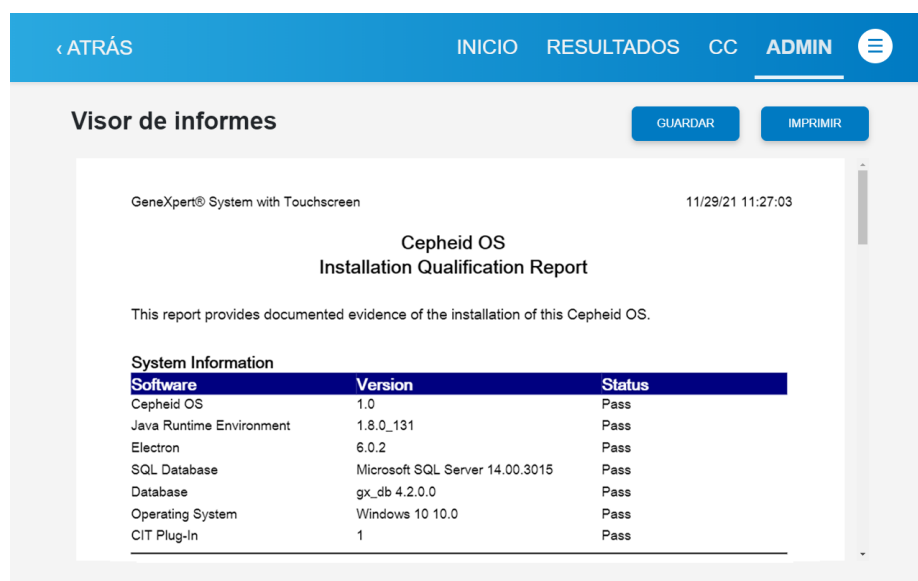 ‹ ATRÁS INICIO RESULTADOS CC ADMIN
Visor de informes GUARDAR IMPRIMIR
GeneXpert® System with Touchscreen 11/29/21 11:27:03
Cepheid OS
Installation Qualification Report
This report provides documented evidence of the installation of this Cepheid OS.
System Information
Software Version Status
Cepheid OS 1.0 Pass
Java Runtime Environment 1.8.0_131 Pass
Electron 6.0.2 Pass
SQL Database Microsoft SQL Server 14.00.3015 Pass
Database gx_db 4.2.0.0 Pass
Operating System Windows 10 10.0 Pass
CIT Plug-In 1 Pass